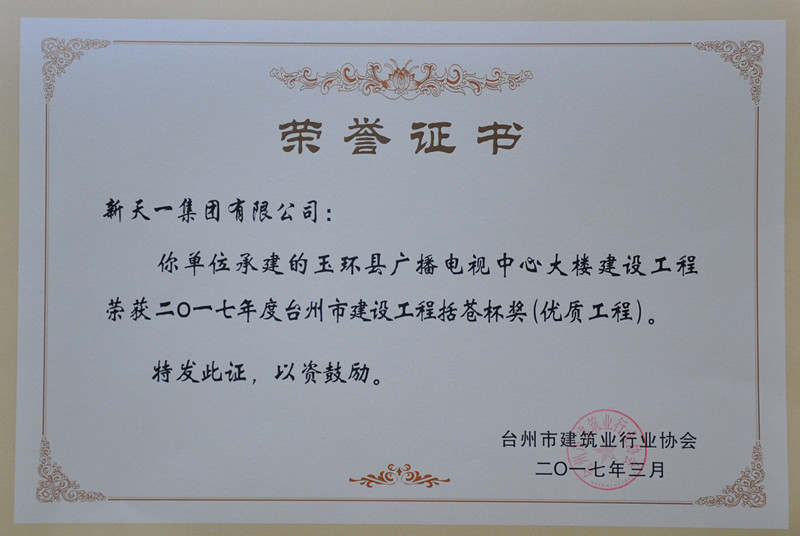 荣誉证书
新天一集团有限公司：
你单位承建的玉环县广播电视中心大楼建设工程
荣获二〇一七年度台州市建设工程括苍杯奖(优质工程)。
特发此证，以资鼓励。
台州市建筑业行业协会
二〇一七年三月